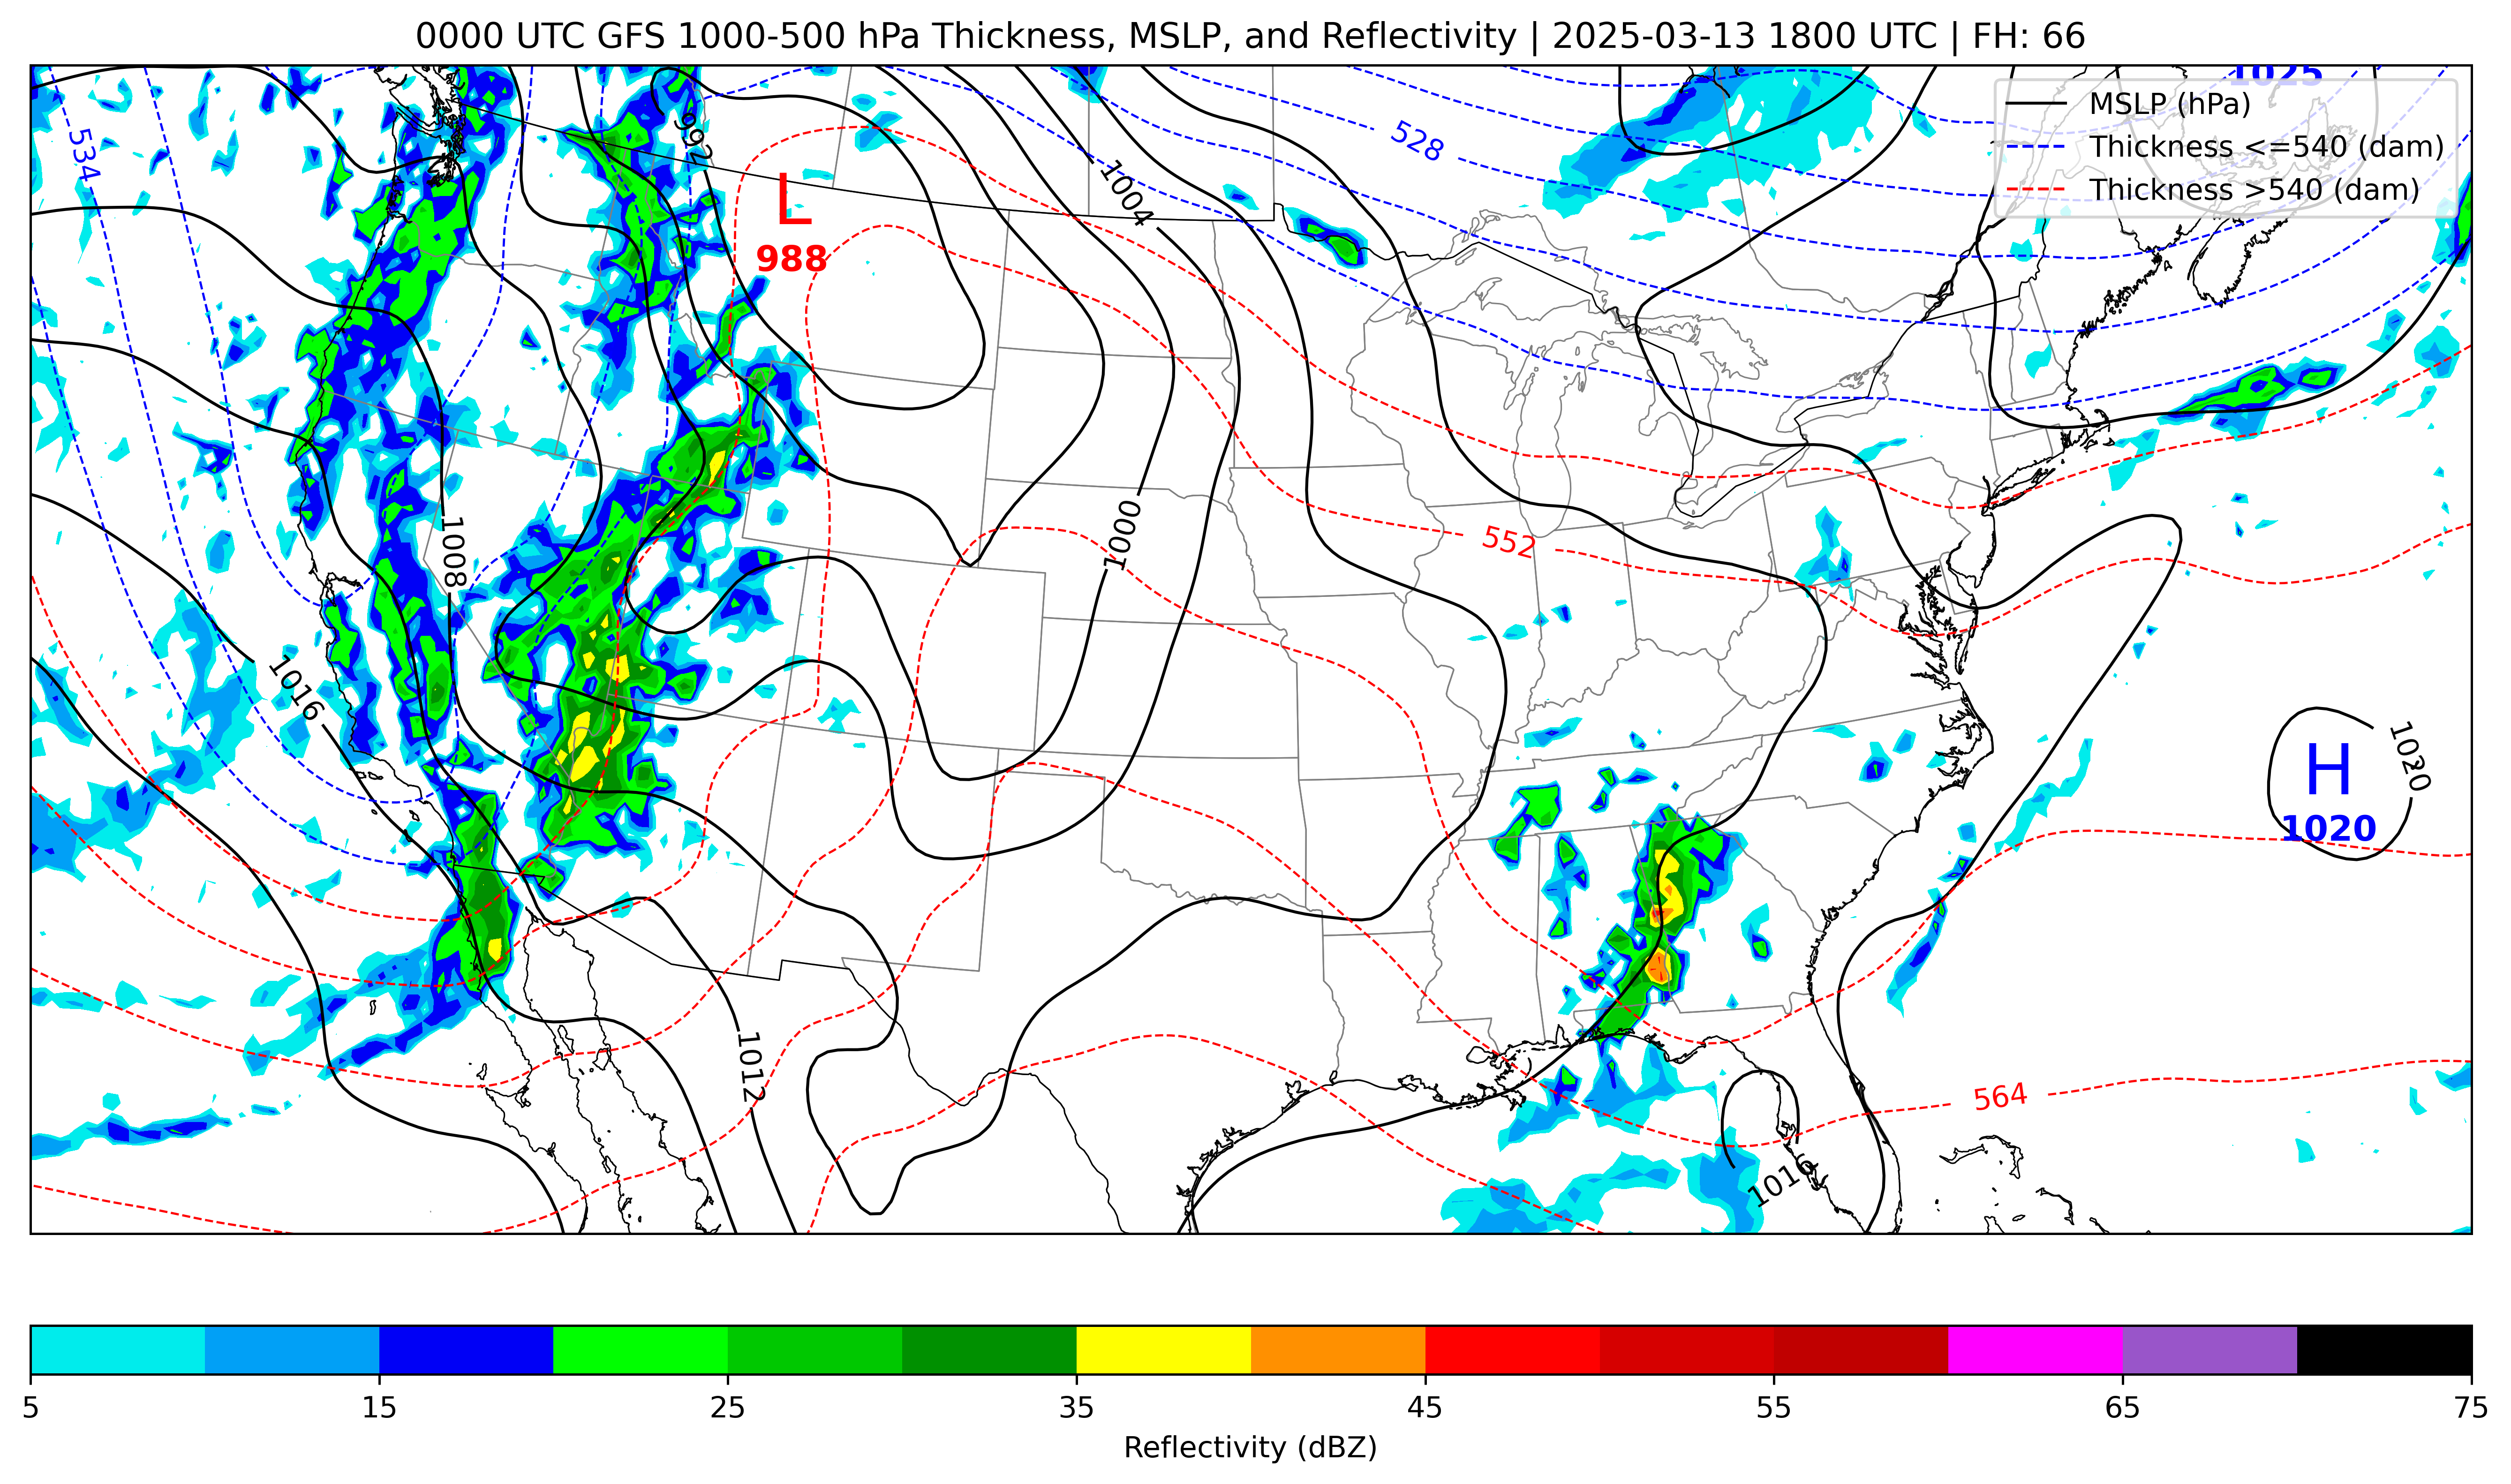 0000 UTC GFS 1000-500 hPa Thickness, MSLP, and Reflectivity | 2025-03-13 1800 UTC | FH: 66
1025
MSLP (hPa)
Thickness <=540 (dam)
Thickness >540 (dam)
534
992
528
1004
L
988
1000
552
1008
1016
H
1020
1020
1012
564
1016
5 15 25 35 45 55 65 75
Reflectivity (dBZ)